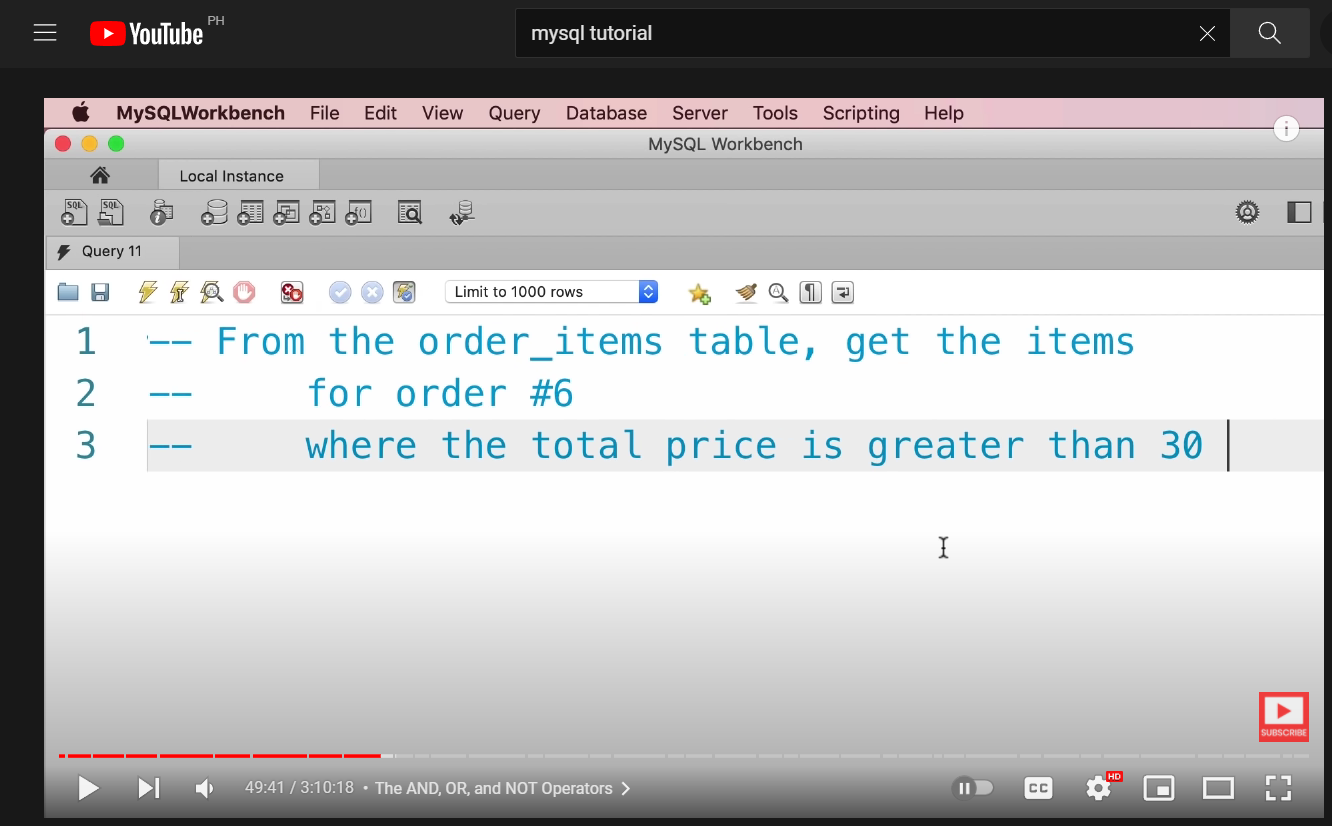 YouTube PH
mysql tutorial
MySQLWorkbench File Edit View Query Database Server Tools Scripting Help
MySQL Workbench
Local Instance
SQL SQL
Query 11
Limit to 1000 rows
1 -- From the order_items table, get the items
2 -- for order #6
3 -- where the total price is greater than 30
SUBSCRIBE
49:41 / 3:10:18 • The AND, OR, and NOT Operators
CC HD